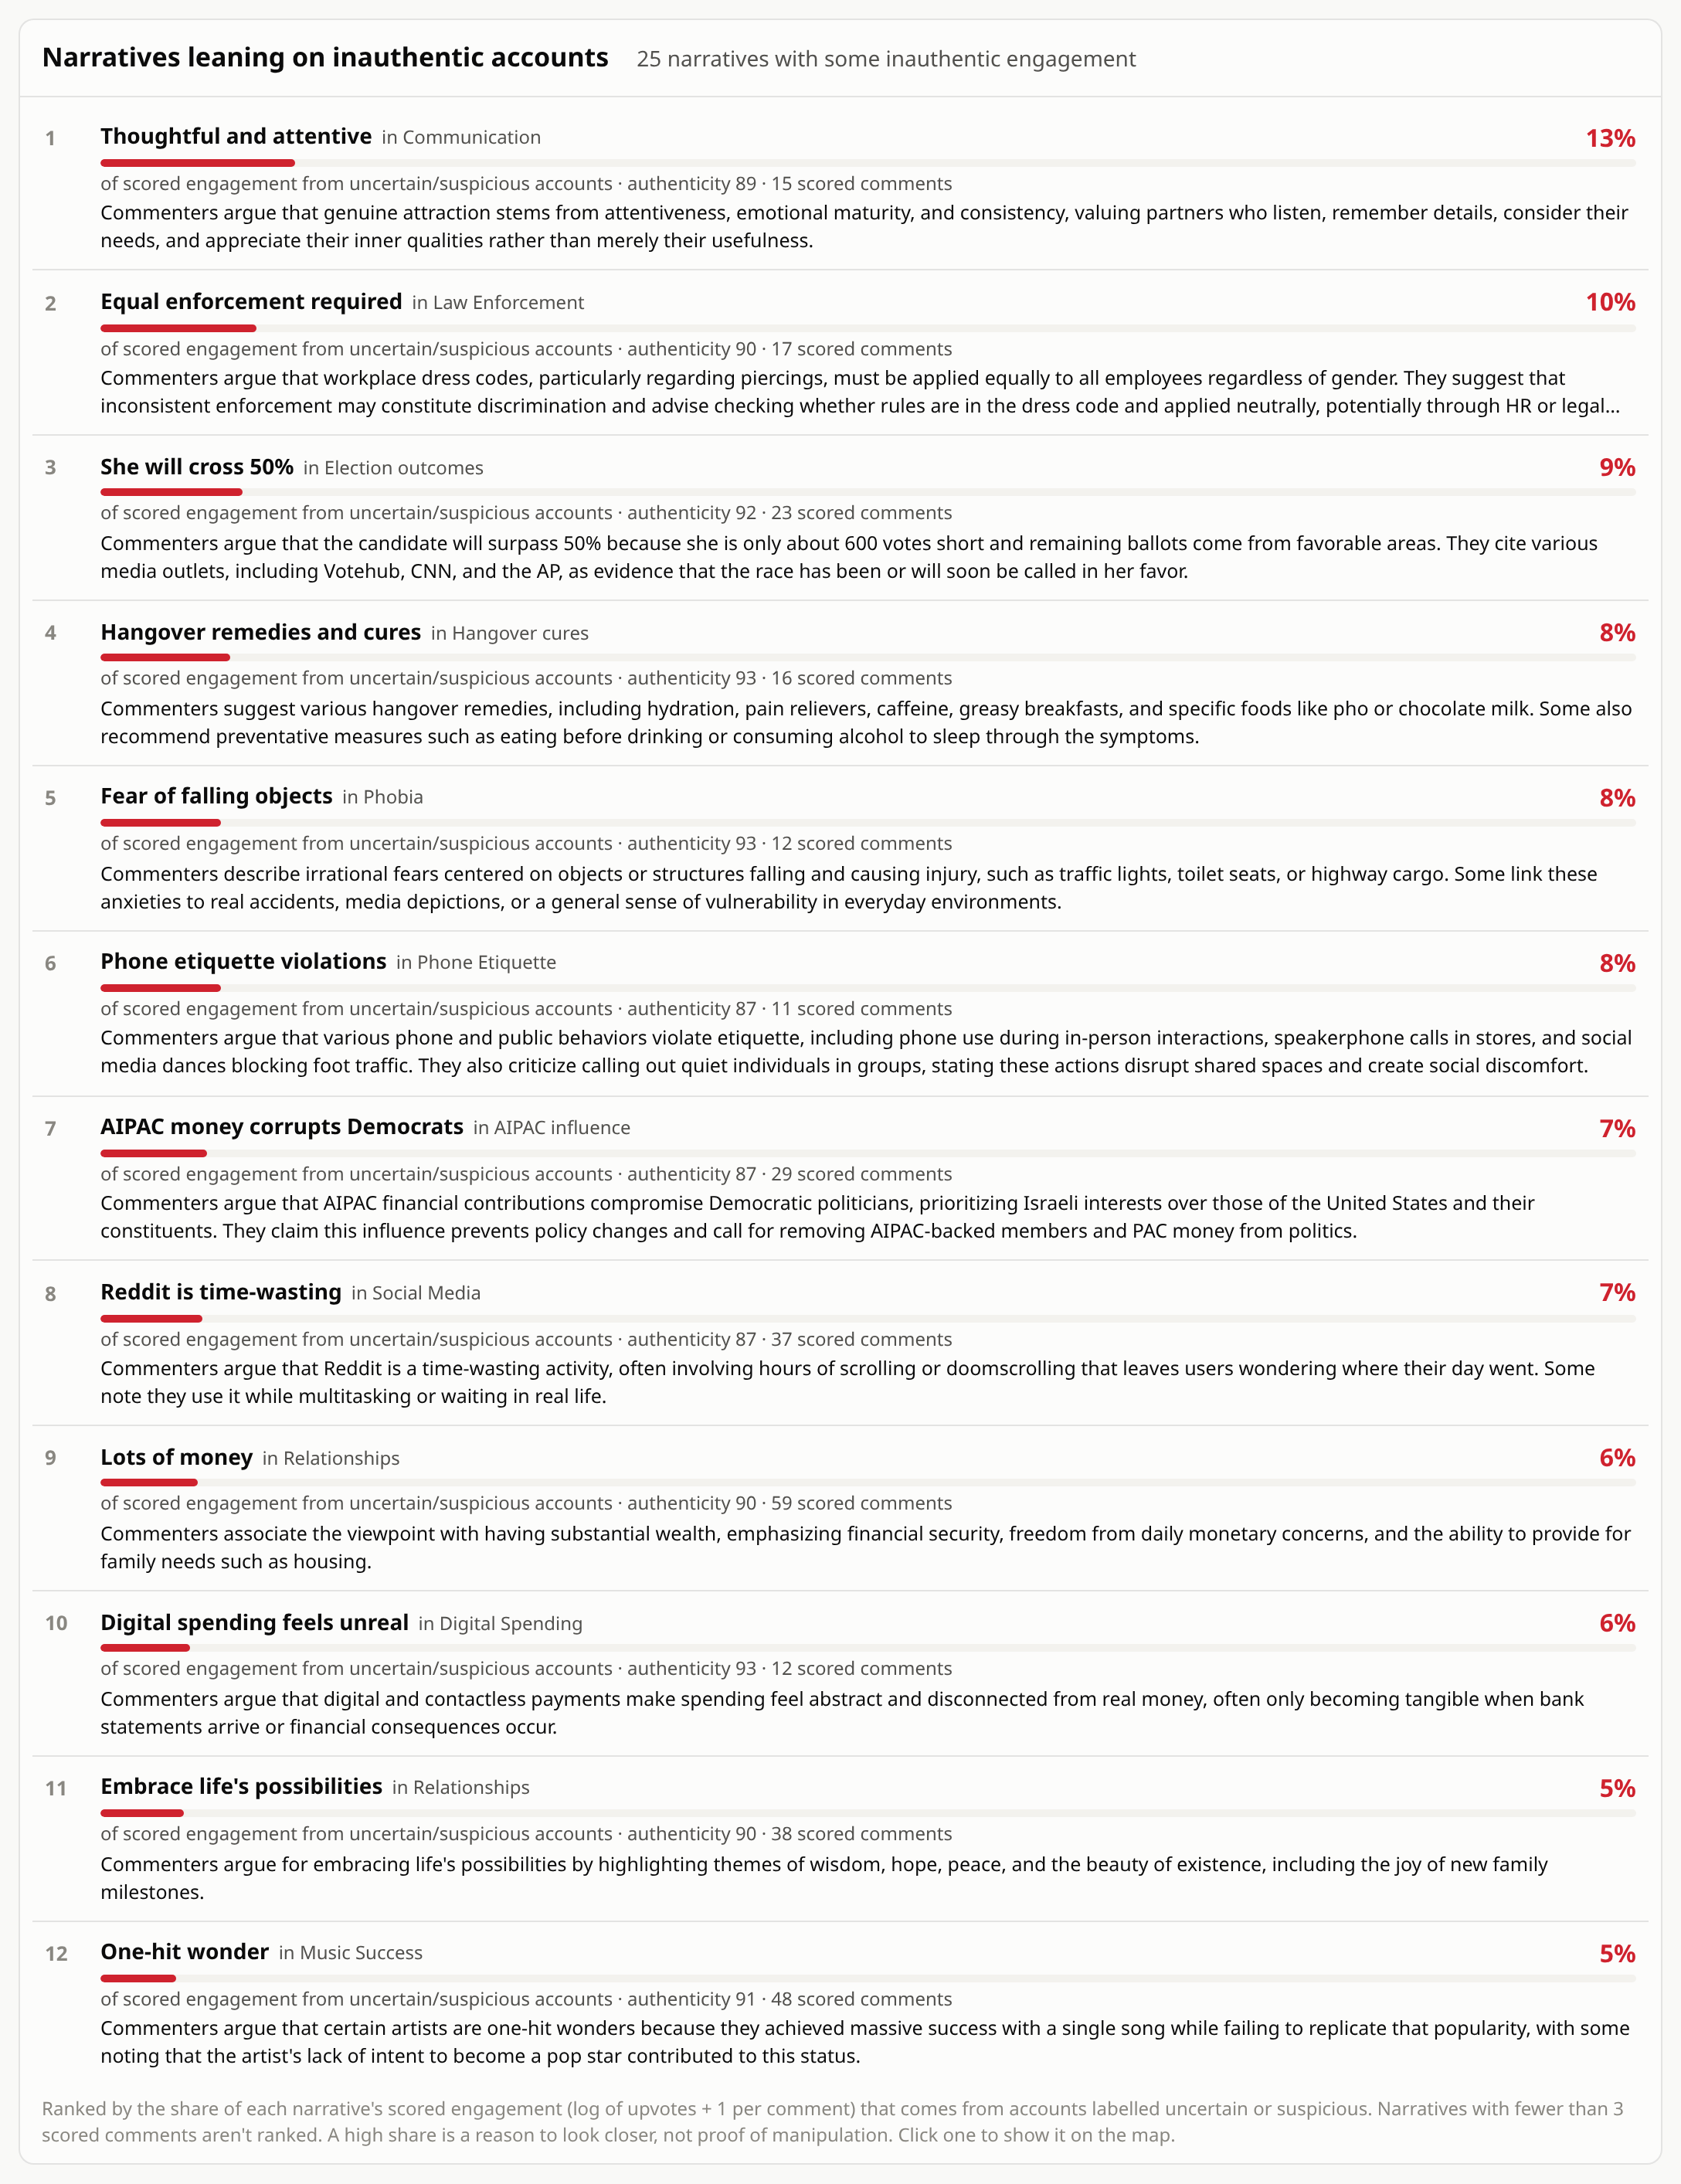 Narratives leaning on inauthentic accounts 25 narratives with some inauthentic engagement
1 Thoughtful and attentive in Communication 13%
of scored engagement from uncertain/suspicious accounts · authenticity 89 · 15 scored comments
Commenters argue that genuine attraction stems from attentiveness, emotional maturity, and consistency, valuing partners who listen, remember details, consider their
needs, and appreciate their inner qualities rather than merely their usefulness.
2 Equal enforcement required in Law Enforcement 10%
of scored engagement from uncertain/suspicious accounts · authenticity 90 · 17 scored comments
Commenters argue that workplace dress codes, particularly regarding piercings, must be applied equally to all employees regardless of gender. They suggest that
inconsistent enforcement may constitute discrimination and advise checking whether rules are in the dress code and applied neutrally, potentially through HR or legal...
3 She will cross 50% in Election outcomes 9%
of scored engagement from uncertain/suspicious accounts · authenticity 92 · 23 scored comments
Commenters argue that the candidate will surpass 50% because she is only about 600 votes short and remaining ballots come from favorable areas. They cite various
media outlets, including Votehub, CNN, and the AP, as evidence that the race has been or will soon be called in her favor.
4 Hangover remedies and cures in Hangover cures 8%
of scored engagement from uncertain/suspicious accounts · authenticity 93 · 16 scored comments
Commenters suggest various hangover remedies, including hydration, pain relievers, caffeine, greasy breakfasts, and specific foods like pho or chocolate milk. Some also
recommend preventative measures such as eating before drinking or consuming alcohol to sleep through the symptoms.
5 Fear of falling objects in Phobia 8%
of scored engagement from uncertain/suspicious accounts · authenticity 93 · 12 scored comments
Commenters describe irrational fears centered on objects or structures falling and causing injury, such as traffic lights, toilet seats, or highway cargo. Some link these
anxieties to real accidents, media depictions, or a general sense of vulnerability in everyday environments.
6 Phone etiquette violations in Phone Etiquette 8%
of scored engagement from uncertain/suspicious accounts · authenticity 87 · 11 scored comments
Commenters argue that various phone and public behaviors violate etiquette, including phone use during in-person interactions, speakerphone calls in stores, and social
media dances blocking foot traffic. They also criticize calling out quiet individuals in groups, stating these actions disrupt shared spaces and create social discomfort.
7 AIPAC money corrupts Democrats in AIPAC influence 7%
of scored engagement from uncertain/suspicious accounts · authenticity 87 · 29 scored comments
Commenters argue that AIPAC financial contributions compromise Democratic politicians, prioritizing Israeli interests over those of the United States and their
constituents. They claim this influence prevents policy changes and call for removing AIPAC-backed members and PAC money from politics.
8 Reddit is time-wasting in Social Media 7%
of scored engagement from uncertain/suspicious accounts · authenticity 87 · 37 scored comments
Commenters argue that Reddit is a time-wasting activity, often involving hours of scrolling or doomscrolling that leaves users wondering where their day went. Some
note they use it while multitasking or waiting in real life.
9 Lots of money in Relationships 6%
of scored engagement from uncertain/suspicious accounts · authenticity 90 · 59 scored comments
Commenters associate the viewpoint with having substantial wealth, emphasizing financial security, freedom from daily monetary concerns, and the ability to provide for
family needs such as housing.
10 Digital spending feels unreal in Digital Spending 6%
of scored engagement from uncertain/suspicious accounts · authenticity 93 · 12 scored comments
Commenters argue that digital and contactless payments make spending feel abstract and disconnected from real money, often only becoming tangible when bank
statements arrive or financial consequences occur.
11 Embrace life's possibilities in Relationships 5%
of scored engagement from uncertain/suspicious accounts · authenticity 90 · 38 scored comments
Commenters argue for embracing life's possibilities by highlighting themes of wisdom, hope, peace, and the beauty of existence, including the joy of new family
milestones.
12 One-hit wonder in Music Success 5%
of scored engagement from uncertain/suspicious accounts · authenticity 91 · 48 scored comments
Commenters argue that certain artists are one-hit wonders because they achieved massive success with a single song while failing to replicate that popularity, with some
noting that the artist's lack of intent to become a pop star contributed to this status.
Ranked by the share of each narrative's scored engagement (log of upvotes + 1 per comment) that comes from accounts labelled uncertain or suspicious. Narratives with fewer than 3
scored comments aren't ranked. A high share is a reason to look closer, not proof of manipulation. Click one to show it on the map.